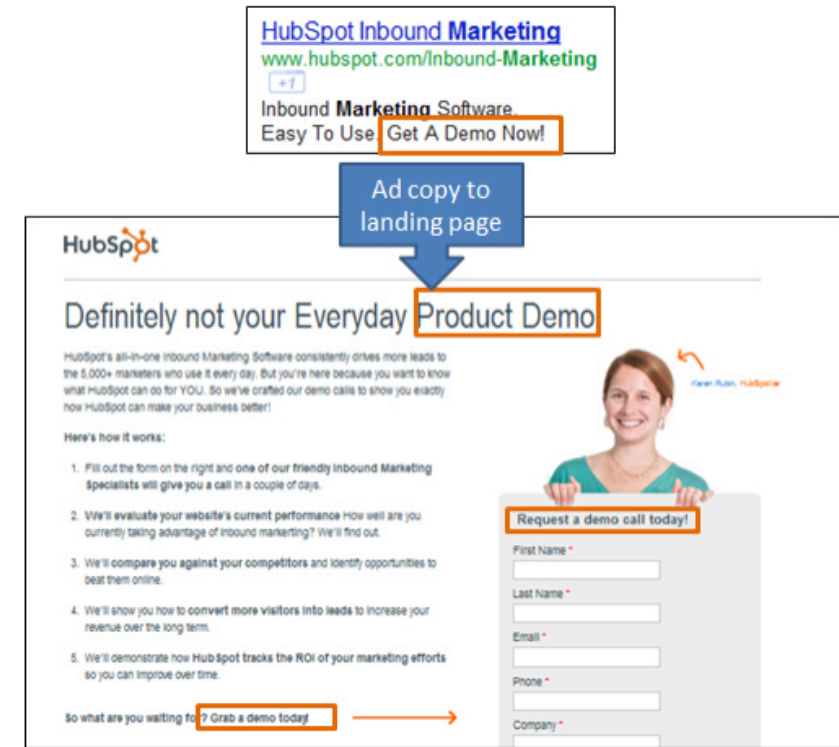 HubSpot Inbound Marketing
www.hubspot.com/Inbound-Marketing
+1
Inbound Marketing Software.
Easy To Use. Get A Demo Now!
Ad copy to
landing page
HubSpot
Definitely not your Everyday Product Demo
HubSpot's all-in-one Inbound Marketing Software consistently drives more leads to
the 5,000+ marketers who use it every day. But you're here because you want to know
what HubSpot can do for YOU. So we've crafted our demo calls to show you exactly
how HubSpot can make your business better!
Karen Rubin, HubSpotter
Here's how it works:
1. Fill out the form on the right and one of our friendly Inbound Marketing
Specialists will give you a call in a couple of days.
2. We'll evaluate your website's current performance How well are you
currently taking advantage of inbound markerting? We'll find out.
3. We'll compare you against your competitors and identify opportunities to
beat them online.
4. We'll show you how to convert more visitors into leads to increase your
revenue over the long term.
5. We'll demonstrate how HubSpot tracks the ROI of your marketing efforts
so you can improve over time.
So what are you waiting for? Grab a demo today!
Request a demo call today!
First Name *
Last Name *
Email *
Phone *
Company *